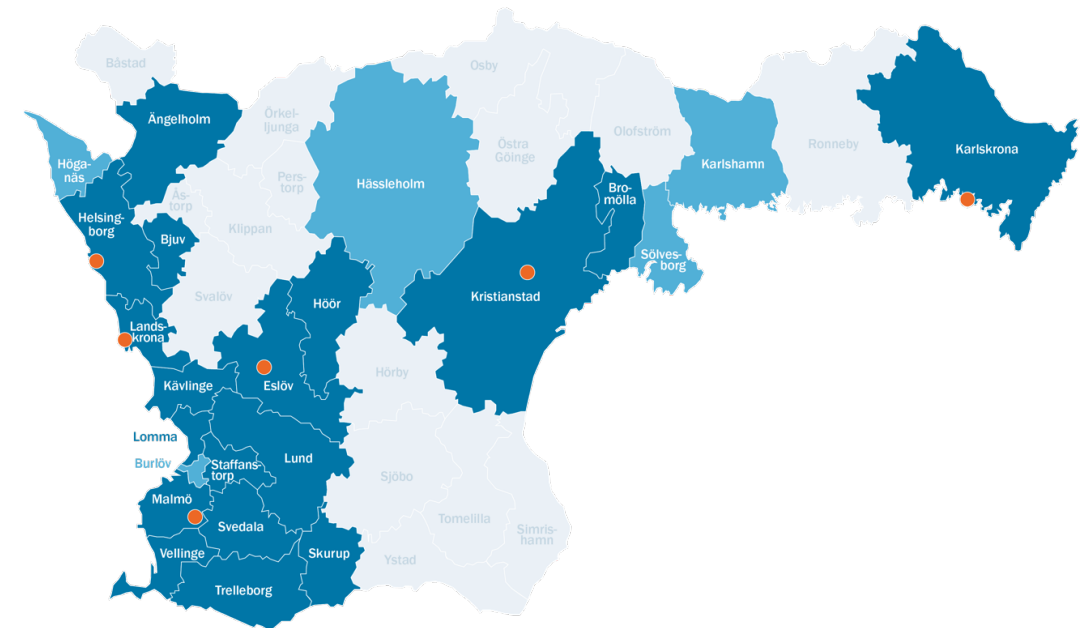 Båstad
Osby
Ängelholm
Örkel-
ljunga
Östra
Göinge
Olofström
Ronneby
Karlskrona
Höga-
näs
Hässleholm
Karlshamn
Pers-
torp
Ås-
torp
Bro-
mölla
Helsing-
borg
Klippan
Bjuv
Sölves-
borg
Svalöv
Höör
Kristianstad
Lands-
krona
Hörby
Kävlinge
Eslöv
Lomma
Burlöv
Staffans-
torp
Lund
Sjöbo
Malmö
Svedala
Tomelilla
Simris-
hamn
Vellinge
Skurup
Ystad
Trelleborg